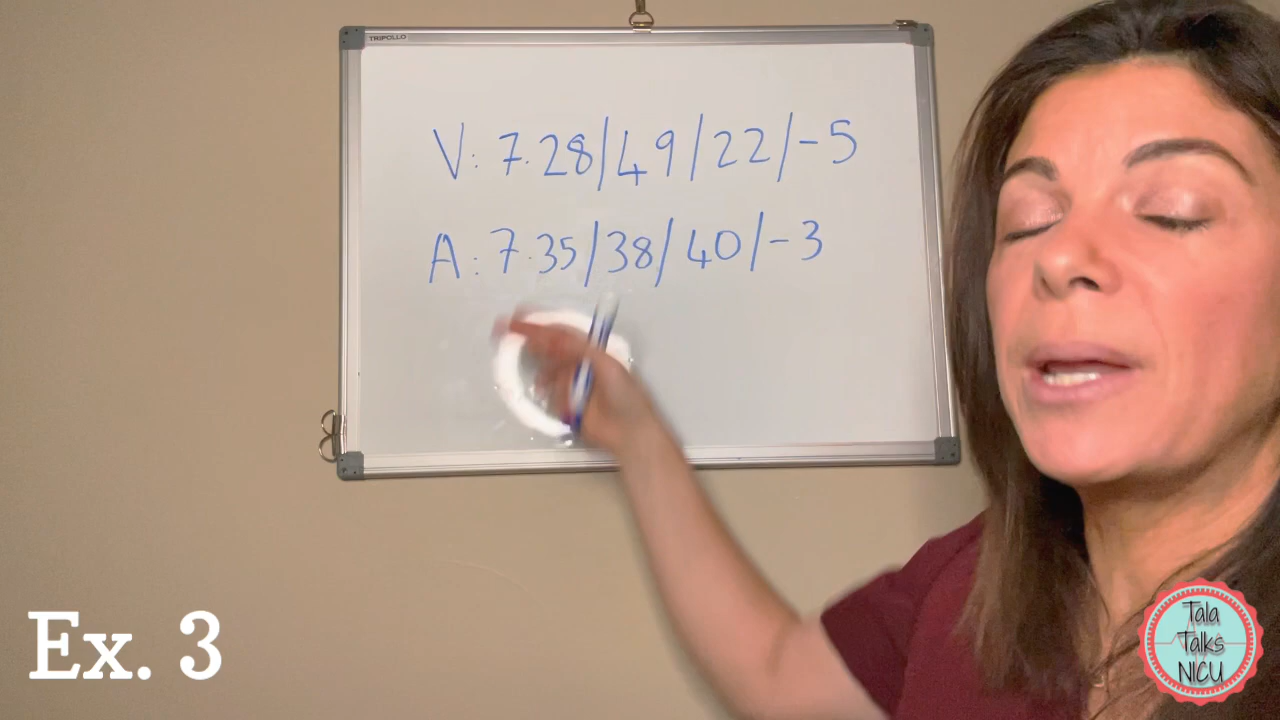 TRIPOLLO
V: 7.28/49/22/-5
A: 7.35/38/40/-3
Ex. 3
Tala
Talks
NICU